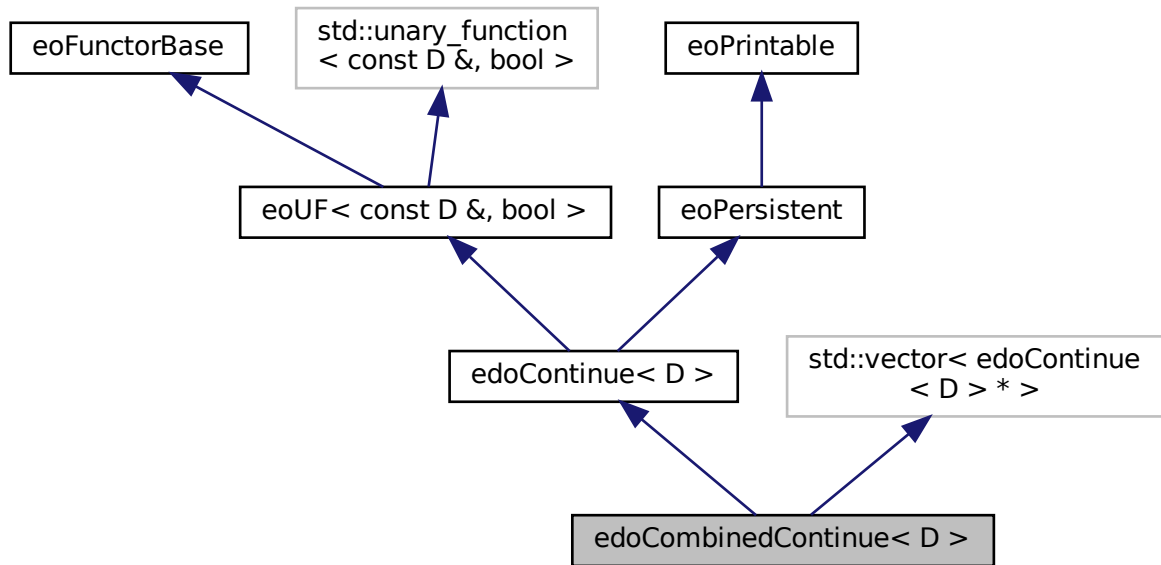 eoFunctorBase
std::unary_function
< const D &, bool >
eoPrintable
eoUF< const D &, bool >
eoPersistent
edoContinue< D >
std::vector< edoContinue
< D > * >
edoCombinedContinue< D >